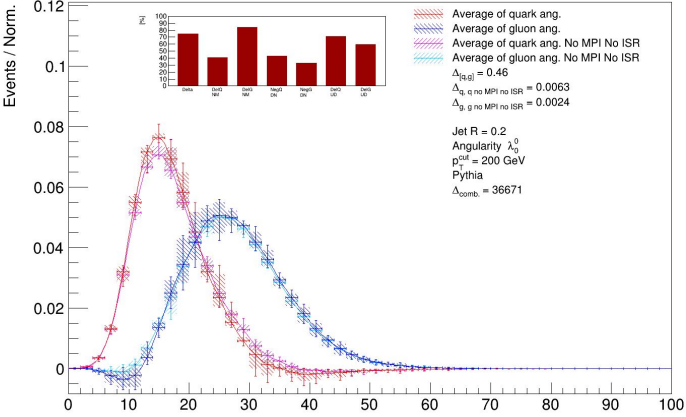 0.12
Events / Norm.
0.1
0.08
0.06
0.04
0.02
0
0 10 20 30 40 50 60 70 80 90 100
[%]
100
90
80
70
60
50
40
30
20
10
0
Delta DelQ DelG NegQ NegG DelQ DelG
NM NM DN DN UD UD
Average of quark ang.
Average of gluon ang.
Average of quark ang. No MPI No ISR
Average of gluon ang. No MPI No ISR
Δ[q,g] = 0.46
Δq, q no MPI no ISR = 0.0063
Δg, g no MPI no ISR = 0.0024
Jet R = 0.2
Angularity λ⁰₀
pTcut = 200 GeV
Pythia
Δcomb. = 36671